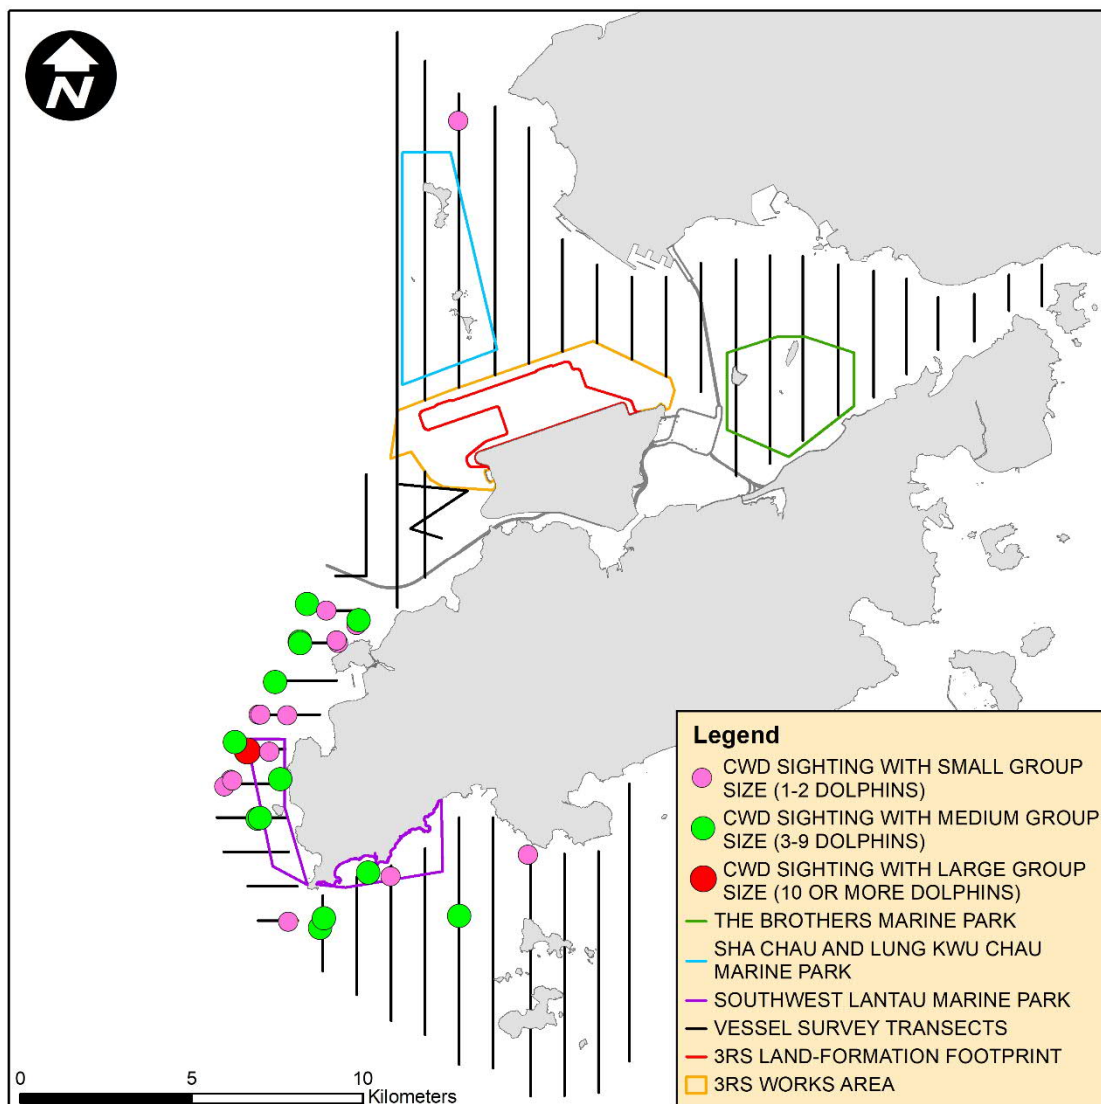 N
Legend
CWD SIGHTING WITH SMALL GROUP
SIZE (1-2 DOLPHINS)
CWD SIGHTING WITH MEDIUM GROUP
SIZE (3-9 DOLPHINS)
CWD SIGHTING WITH LARGE GROUP
SIZE (10 OR MORE DOLPHINS)
THE BROTHERS MARINE PARK
SHA CHAU AND LUNG KWU CHAU
MARINE PARK
SOUTHWEST LANTAU MARINE PARK
VESSEL SURVEY TRANSECTS
3RS LAND-FORMATION FOOTPRINT
3RS WORKS AREA
0 5 10
Kilometers